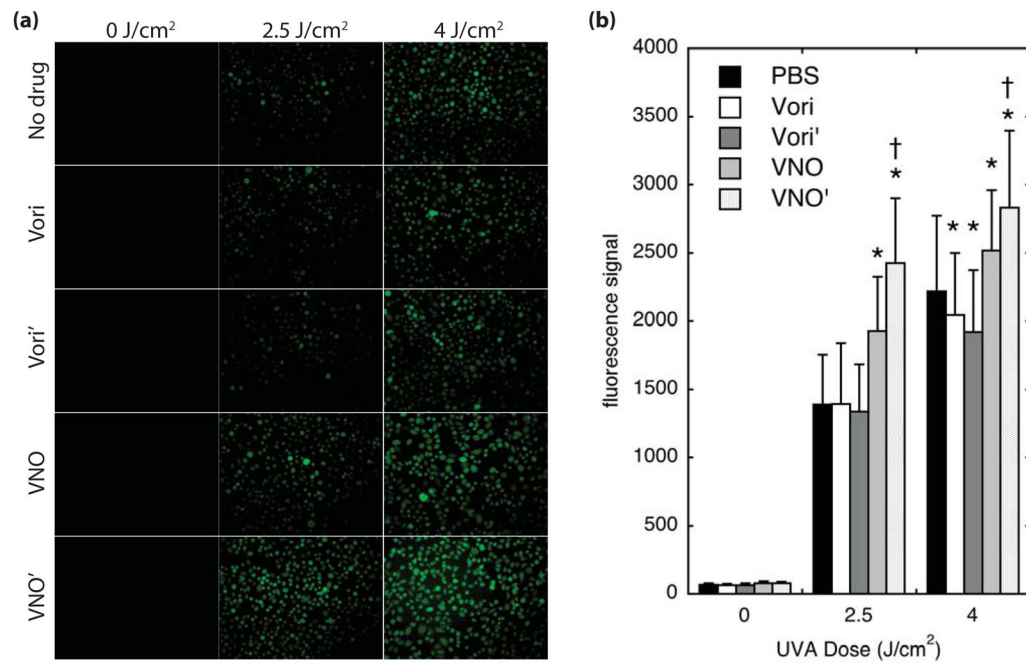 (a)
0 J/cm² 2.5 J/cm² 4 J/cm²
No drug
Vori
Vori′
VNO
VNO′
(b)
4000
3500
3000
2500
2000
1500
1000
500
0
fluorescence signal
PBS
Vori
Vori'
VNO
VNO'
*
†
*
*
*
*
†
*
0 2.5 4
UVA Dose (J/cm²)